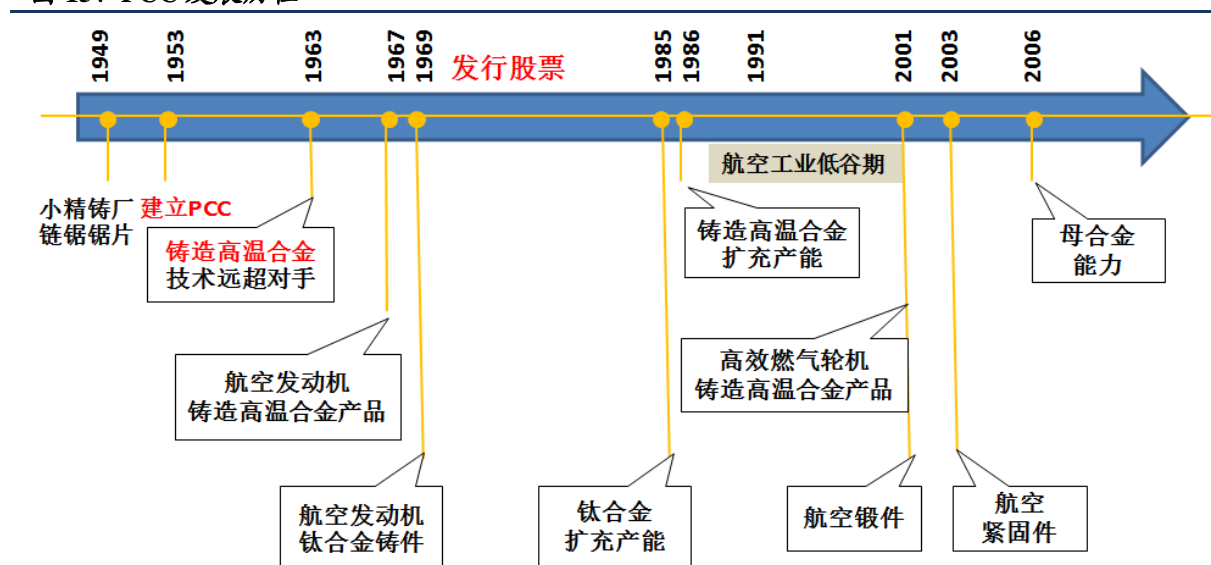 1949
1953
1963
1967
1969
发行股票
1985
1986
1991
2001
2003
2006
航空工业低谷期
小精铸厂
链锯锯片
建立PCC
铸造高温合金
技术远超对手
铸造高温合金
扩充产能
母合金
能力
航空发动机
铸造高温合金产品
高效燃气轮机
铸造高温合金产品
航空发动机
钛合金铸件
钛合金
扩充产能
航空锻件
航空
紧固件